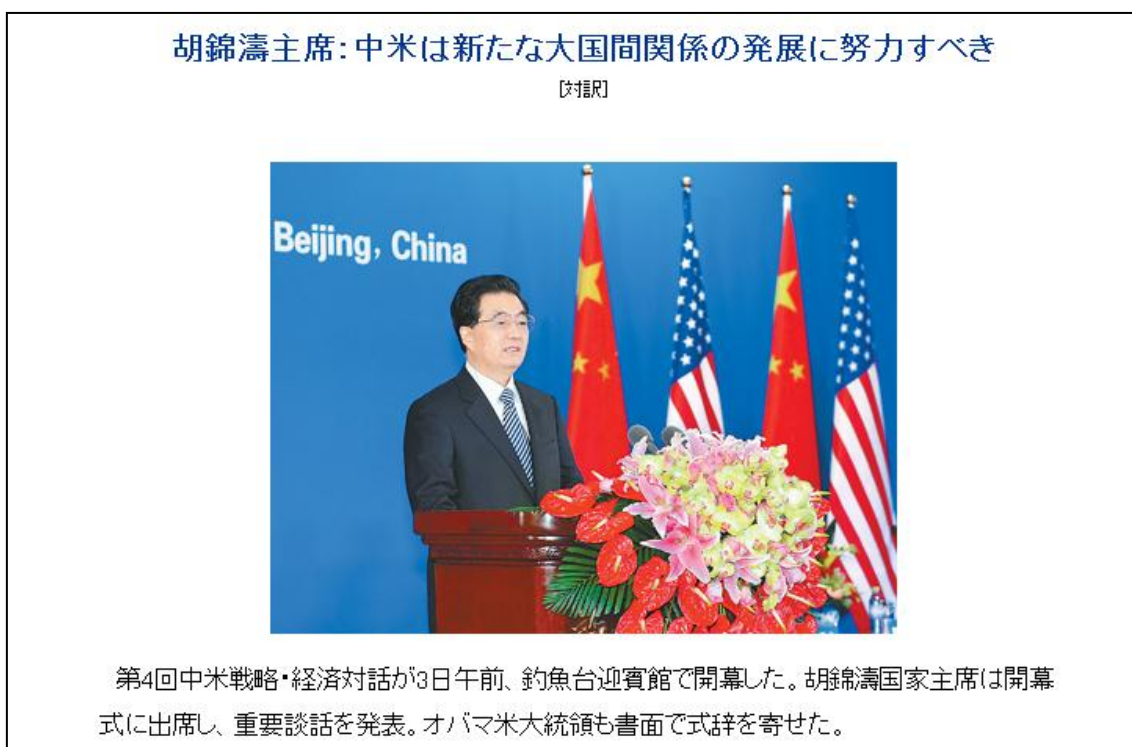 胡錦濤主席:中米は新たな大国間関係の発展に努力すべき
[対訳]
Beijing, China
第4回中米戦略・経済対話が3日午前、釣魚台迎賓館で開幕した。胡錦濤国家主席は開幕
式に出席し、重要談話を発表。オバマ米大統領も書面で式辞を寄せた。